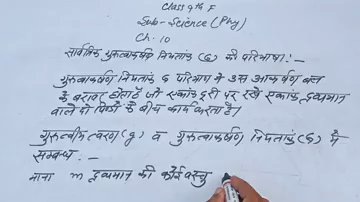 Class 9th F
Sub- Science (Phy)
Ch. 10
सार्वत्रिक गुरुत्वाकर्षण नियतांक (G) की परिभाषा:-
गुरुत्वाकर्षण नियतांक G परिमाण में उस आकर्षण बल
के बराबर होता है जो एकांक दूरी पर रखे एकांक द्रव्यमान
वाले दो पिंडों के बीच कार्य करता है।
गुरुत्वीय त्वरण (g) व गुरुत्वाकर्षण नियतांक (G) में
सम्बन्ध:-
माना m द्रव्यमान की कोई वस्तु